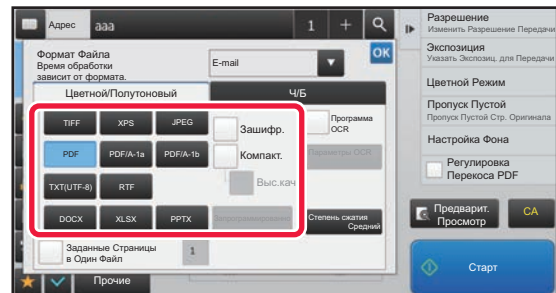 Адрес
aaa
1
Формат Файла
Время обработки
зависит от формата.
E-mail
OK
Цветной/Полутоновый
Ч/Б
TIFF
XPS
JPEG
Зашифр.
Программа
OCR
PDF
PDF/A-1a
PDF/A-1b
Компакт.
Параметры OCR
TXT(UTF-8)
RTF
Выс.кач
DOCX
XLSX
PPTX
Степень сжатия
Средний
Заданные Страницы
в Один Файл
1
Прочие
Разрешение
Изменить Разрешение Передачи
Экспозиция
Указать Экспозиц. для Передачи
Цветной Режим
Пропуск Пустой
Пропуск Пустой Стр. Оригинала
Настройка Фона
Регулировка
Перекоса PDF
Предварит.
Просмотр
CA
Старт